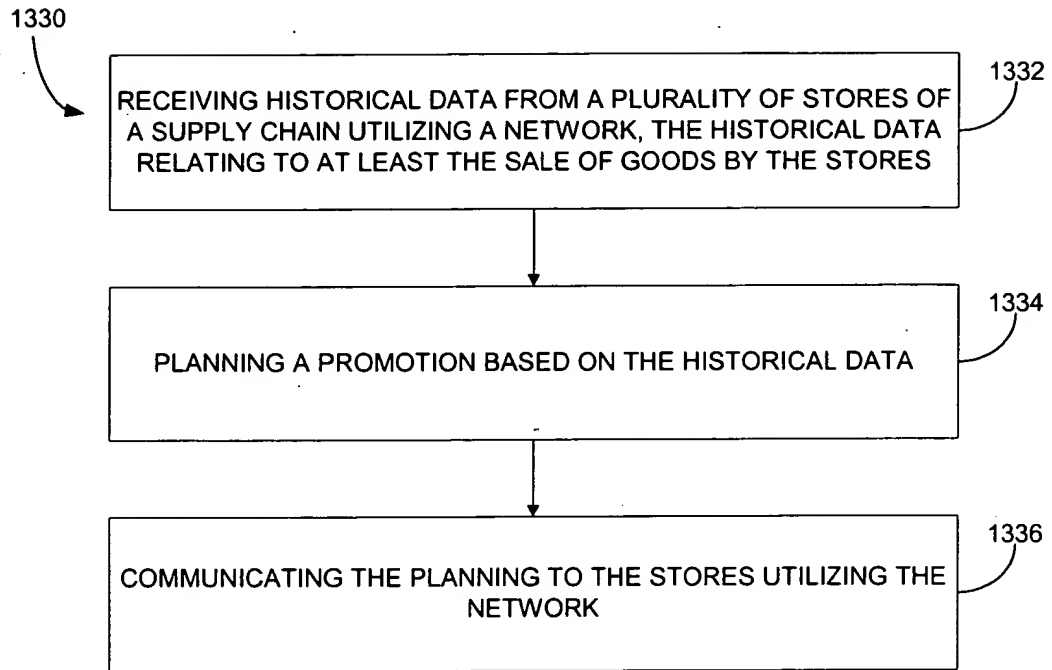 1330
1332
RECEIVING HISTORICAL DATA FROM A PLURALITY OF STORES OF
A SUPPLY CHAIN UTILIZING A NETWORK, THE HISTORICAL DATA
RELATING TO AT LEAST THE SALE OF GOODS BY THE STORES
1334
PLANNING A PROMOTION BASED ON THE HISTORICAL DATA
1336
COMMUNICATING THE PLANNING TO THE STORES UTILIZING THE
NETWORK